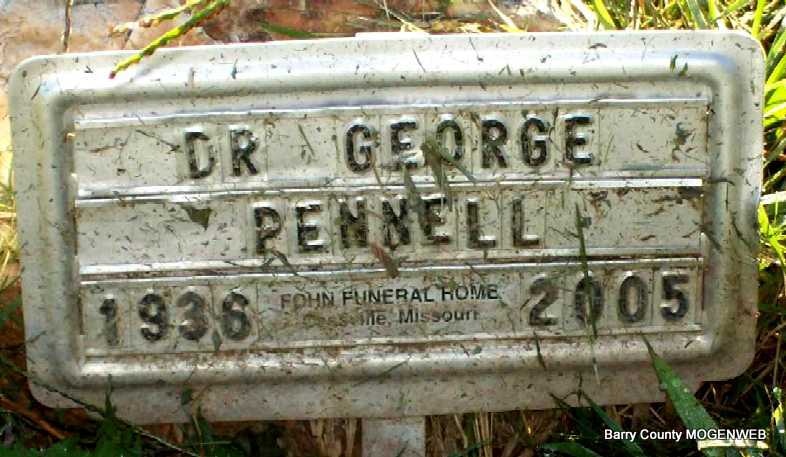 DR GEORGE
PENNELL
1936 FOHN FUNERAL HOME 2005
Cassville, Missouri
Barry County MOGENWEB